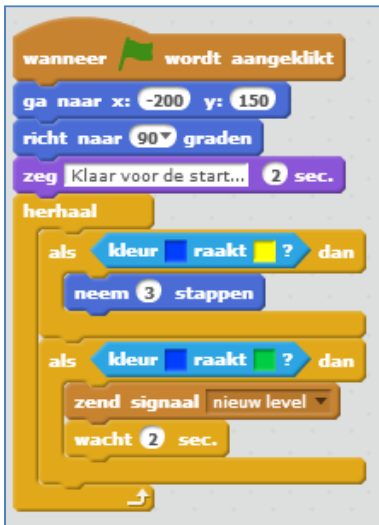 wanneer wordt aangeklikt
ga naar x: -200 y: 150
richt naar 90 graden
zeg Klaar voor de start... 2 sec.
herhaal
als kleur raakt ? dan
neem 3 stappen
als kleur raakt ? dan
zend signaal nieuw level
wacht 2 sec.